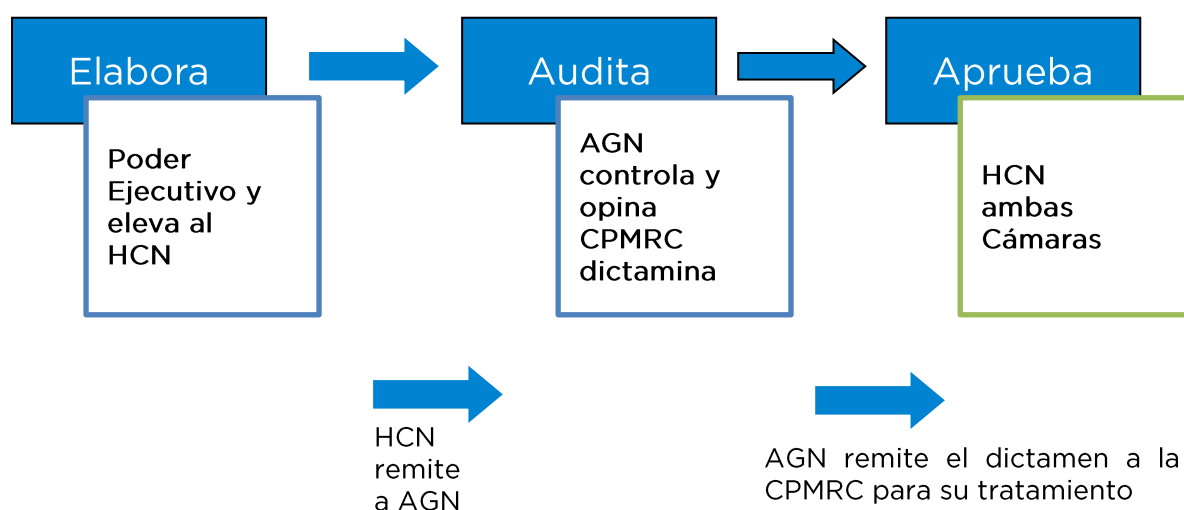 Elabora
Poder
Ejecutivo y
eleva al
HCN
Audita
AGN
controla y
opina
CPMRC
dictamina
Aprueba
HCN
ambas
Cámaras
HCN
remite
a AGN
AGN remite el dictamen a la
CPMRC para su tratamiento